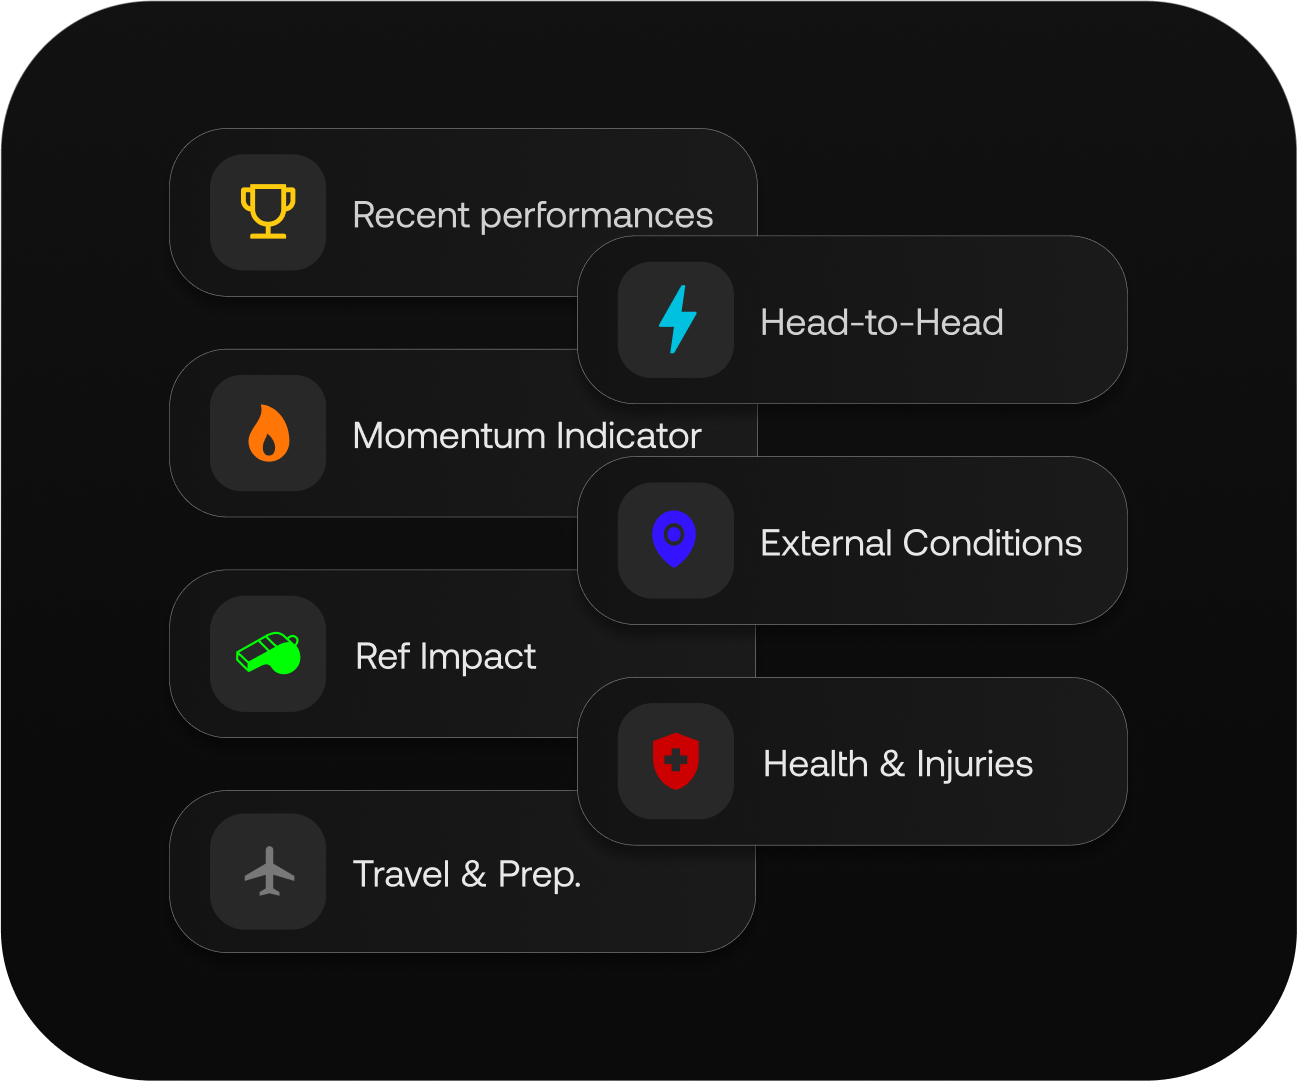 Recent performances
Head-to-Head
Momentum Indicator
External Conditions
Ref Impact
Health & Injuries
Travel & Prep.